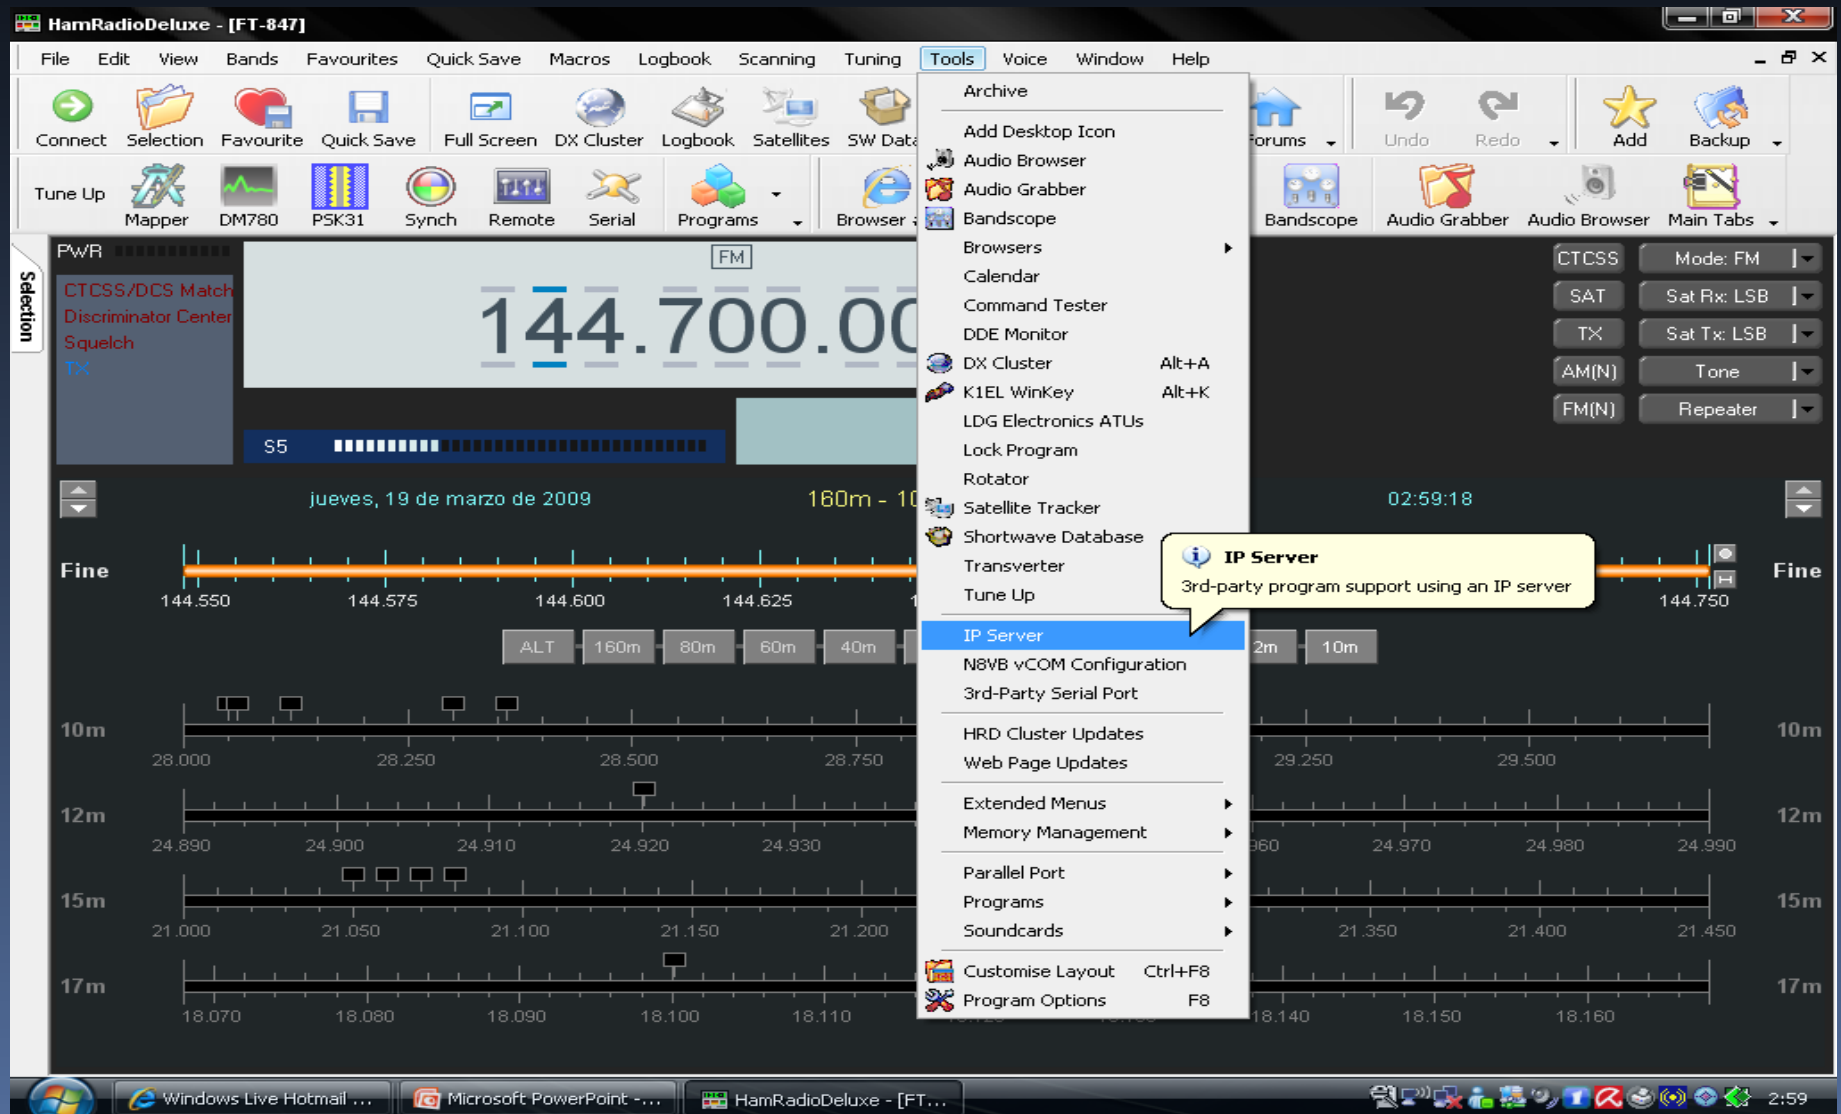 HamRadioDeluxe - [FT-847]
File Edit View Bands Favourites Quick Save Macros Logbook Scanning Tuning Tools Voice Window Help
Connect Selection Favourite Quick Save Full Screen DX Cluster Logbook Satellites SW Data Forums Undo Redo Add Backup
Tune Up Mapper DM780 PSK31 Synch Remote Serial Programs Browser Bandscope Audio Grabber Audio Browser Main Tabs
Selection
PWR
CTCSS/DCS Match
Discriminator Center
Squelch
TX
FM
144.700.00
S5
CTCSS Mode: FM
SAT Sat Rx: LSB
TX Sat Tx: LSB
AM(N) Tone
FM(N) Repeater
jueves, 19 de marzo de 2009 160m - 10 02:59:18
Fine Fine
144.550 144.575 144.600 144.625 1 144.750
ALT 160m 80m 60m 40m 2m 10m
10m 10m
28.000 28.250 28.500 28.750 29.250 29.500
12m 12m
24.890 24.900 24.910 24.920 24.930 960 24.970 24.980 24.990
15m 15m
21.000 21.050 21.100 21.150 21.200 21.350 21.400 21.450
17m 17m
18.070 18.080 18.090 18.100 18.110 18.140 18.150 18.160
Archive
Add Desktop Icon
Audio Browser
Audio Grabber
Bandscope
Browsers
Calendar
Command Tester
DDE Monitor
DX Cluster Alt+A
K1EL WinKey Alt+K
LDG Electronics ATUs
Lock Program
Rotator
Satellite Tracker
Shortwave Database
Transverter
Tune Up
IP Server
N8VB vCOM Configuration
3rd-Party Serial Port
HRD Cluster Updates
Web Page Updates
Extended Menus
Memory Management
Parallel Port
Programs
Soundcards
Customise Layout Ctrl+F8
Program Options F8
IP Server
3rd-party program support using an IP server
Windows Live Hotmail ... Microsoft PowerPoint -... HamRadioDeluxe - [FT... 2:59